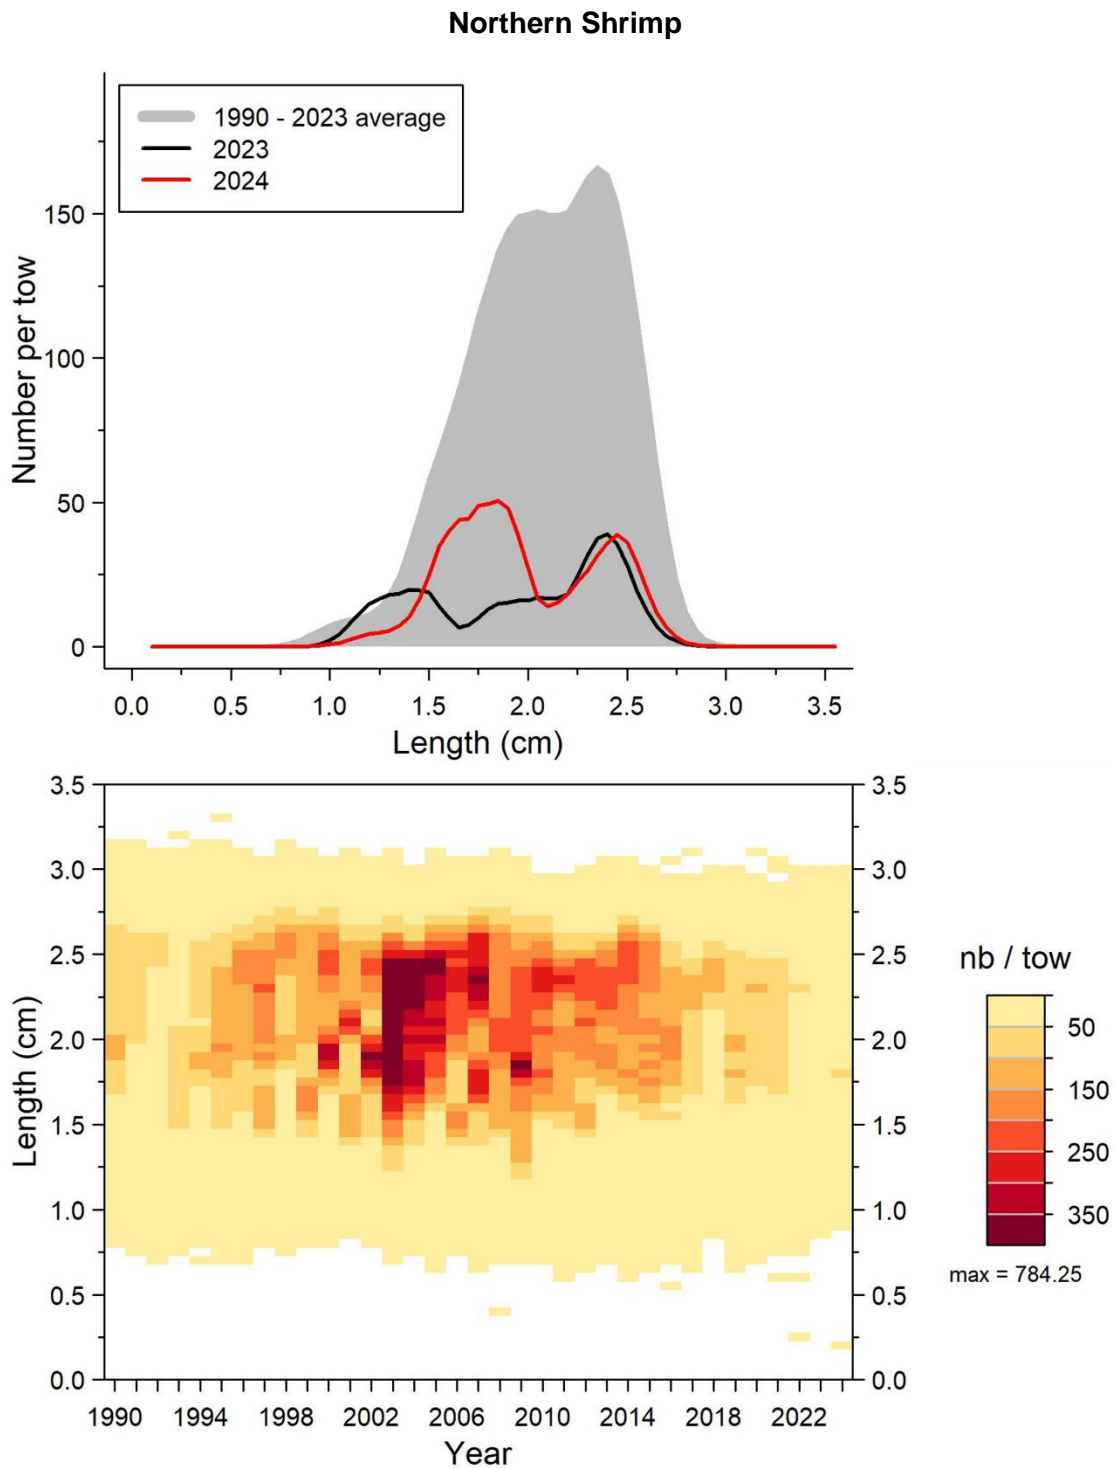 Northern Shrimp
1990 - 2023 average
2023
2024
Number per tow
150
100
50
0
0.0 0.5 1.0 1.5 2.0 2.5 3.0 3.5
Length (cm)
Length (cm)
3.5 3.5
3.0 3.0
2.5 2.5
2.0 2.0
1.5 1.5
1.0 1.0
0.5 0.5
0.0 0.0
1990 1994 1998 2002 2006 2010 2014 2018 2022
Year
nb / tow
50
150
250
350
max = 784.25